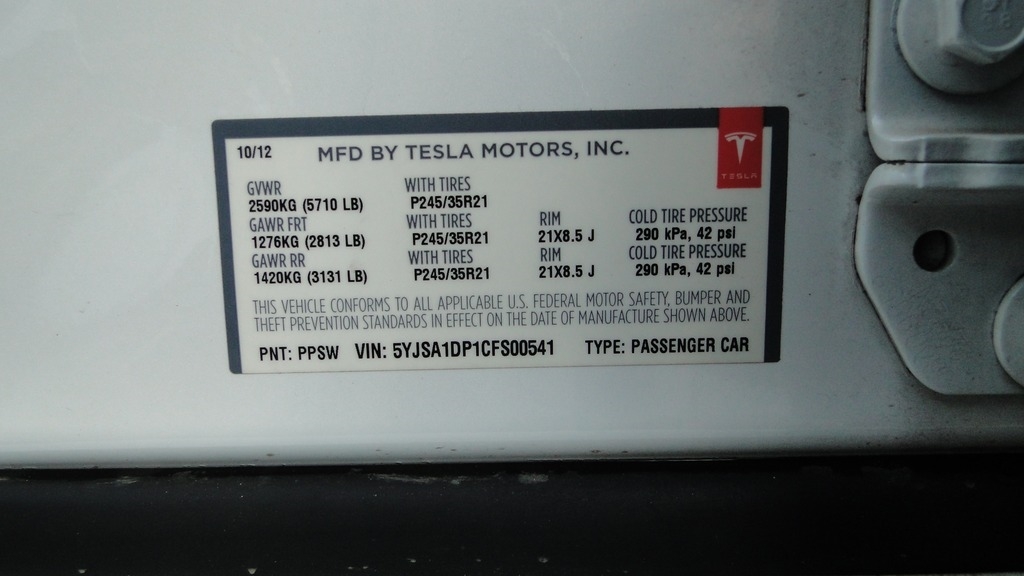 10/12 MFD BY TESLA MOTORS, INC.
TESLA
GVWR WITH TIRES
2590KG (5710 LB) P245/35R21
GAWR FRT WITH TIRES RIM COLD TIRE PRESSURE
1276KG (2813 LB) P245/35R21 21X8.5 J 290 kPa, 42 psi
GAWR RR WITH TIRES RIM COLD TIRE PRESSURE
1420KG (3131 LB) P245/35R21 21X8.5 J 290 kPa, 42 psi
THIS VEHICLE CONFORMS TO ALL APPLICABLE U.S. FEDERAL MOTOR SAFETY, BUMPER AND
THEFT PREVENTION STANDARDS IN EFFECT ON THE DATE OF MANUFACTURE SHOWN ABOVE.
PNT: PPSW VIN: 5YJSA1DP1CFS00541 TYPE: PASSENGER CAR